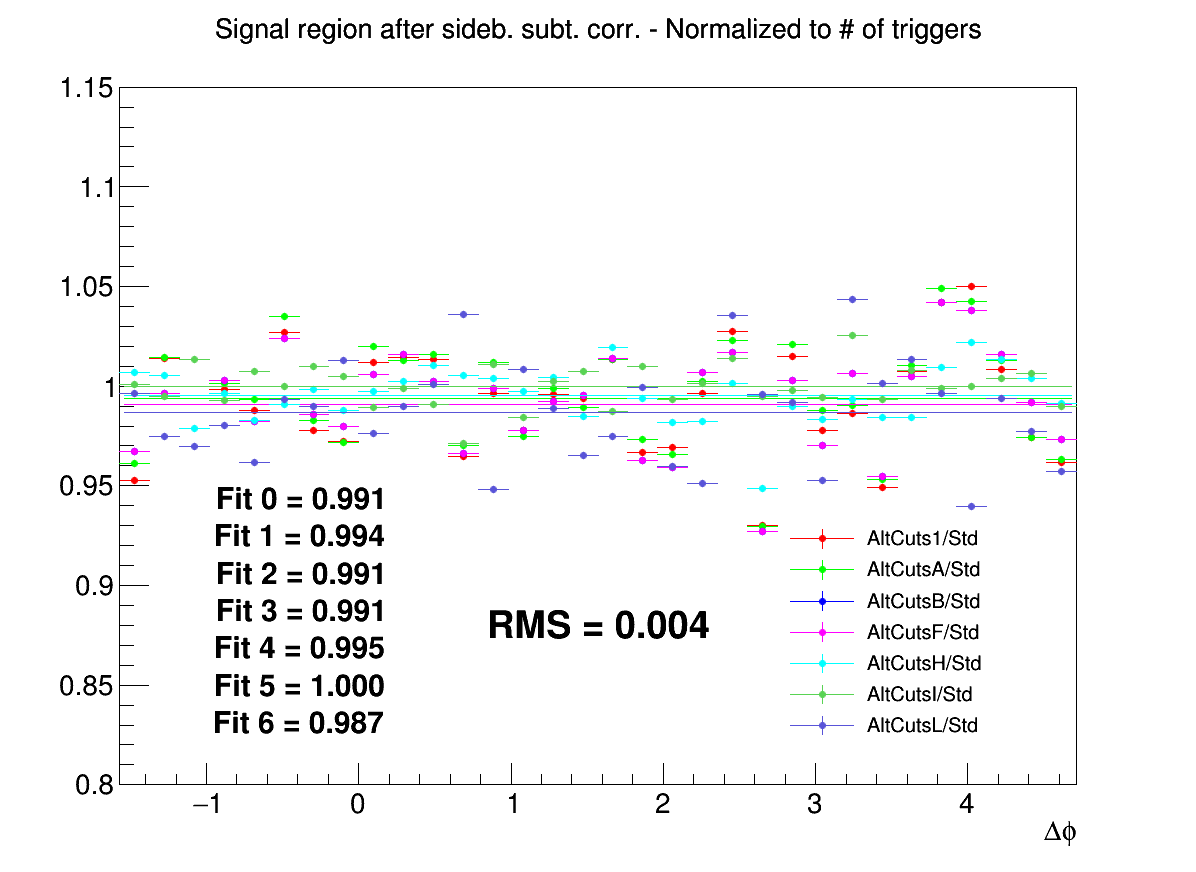 Signal region after sideb. subt. corr. - Normalized to # of triggers
1.15
1.1
1.05
1
0.95
0.9
0.85
0.8
Fit 0 = 0.991
Fit 1 = 0.994
Fit 2 = 0.991
Fit 3 = 0.991
Fit 4 = 0.995
Fit 5 = 1.000
Fit 6 = 0.987
RMS = 0.004
AltCuts1/Std
AltCutsA/Std
AltCutsB/Std
AltCutsF/Std
AltCutsH/Std
AltCutsI/Std
AltCutsL/Std
−1 0 1 2 3 4
Δϕ